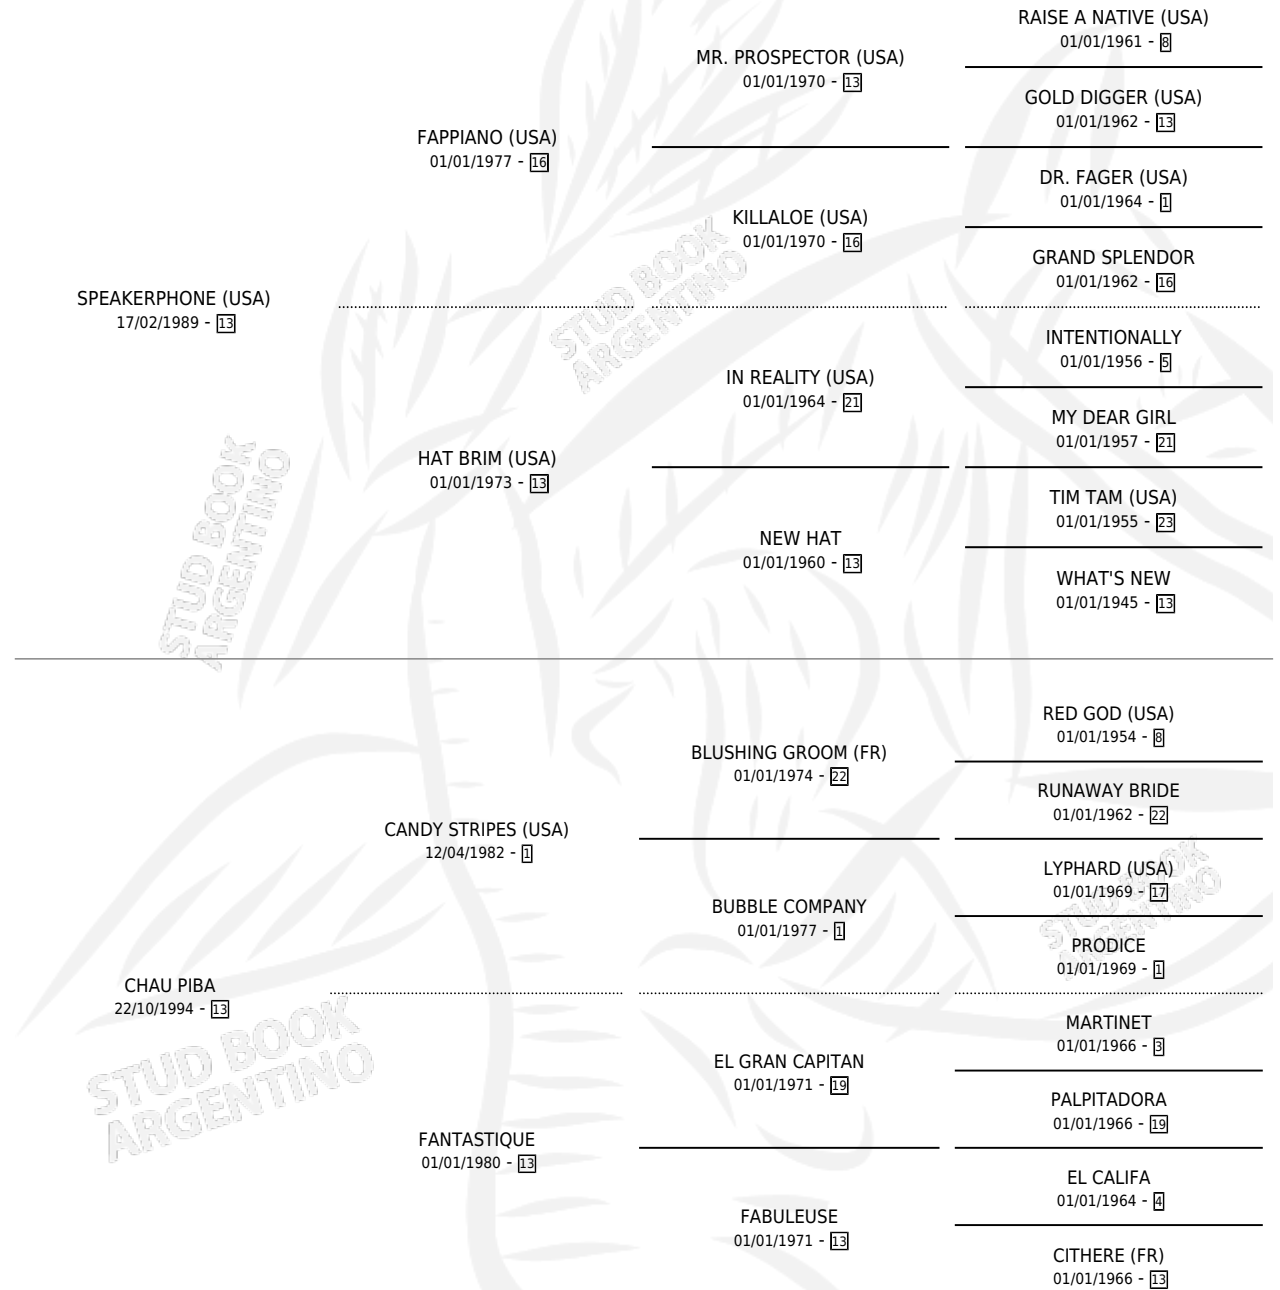 RAISE A NATIVE (USA)
01/01/1961 - 8
MR. PROSPECTOR (USA)
01/01/1970 - 13
GOLD DIGGER (USA)
01/01/1962 - 13
FAPPIANO (USA)
01/01/1977 - 16
DR. FAGER (USA)
01/01/1964 - 1
KILLALOE (USA)
01/01/1970 - 16
GRAND SPLENDOR
01/01/1962 - 16
SPEAKERPHONE (USA)
17/02/1989 - 13
INTENTIONALLY
01/01/1956 - 5
IN REALITY (USA)
01/01/1964 - 21
MY DEAR GIRL
01/01/1957 - 21
HAT BRIM (USA)
01/01/1973 - 13
TIM TAM (USA)
01/01/1955 - 23
NEW HAT
01/01/1960 - 13
WHAT'S NEW
01/01/1945 - 13
STUD BOOK
ARGENTINO
STUD BOOK
ARGENTINO
RED GOD (USA)
01/01/1954 - 8
BLUSHING GROOM (FR)
01/01/1974 - 22
RUNAWAY BRIDE
01/01/1962 - 22
CANDY STRIPES (USA)
12/04/1982 - 1
LYPHARD (USA)
01/01/1969 - 17
BUBBLE COMPANY
01/01/1977 - 1
PRODICE
01/01/1969 - 1
CHAU PIBA
22/10/1994 - 13
MARTINET
01/01/1966 - 3
EL GRAN CAPITAN
01/01/1971 - 19
PALPITADORA
01/01/1966 - 19
FANTASTIQUE
01/01/1980 - 13
EL CALIFA
01/01/1964 - 4
FABULEUSE
01/01/1971 - 13
CITHERE (FR)
01/01/1966 - 13
STUD BOOK
ARGENTINO
STUD BOOK
ARGENTINO